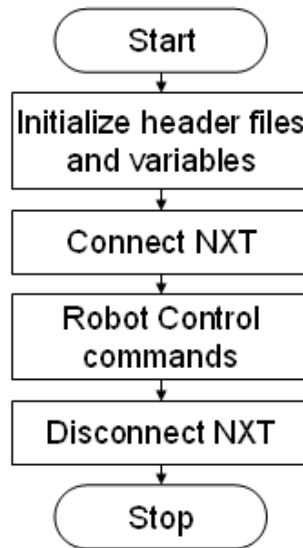 Start
Initialize header files
and variables
Connect NXT
Robot Control
commands
Disconnect NXT
Stop